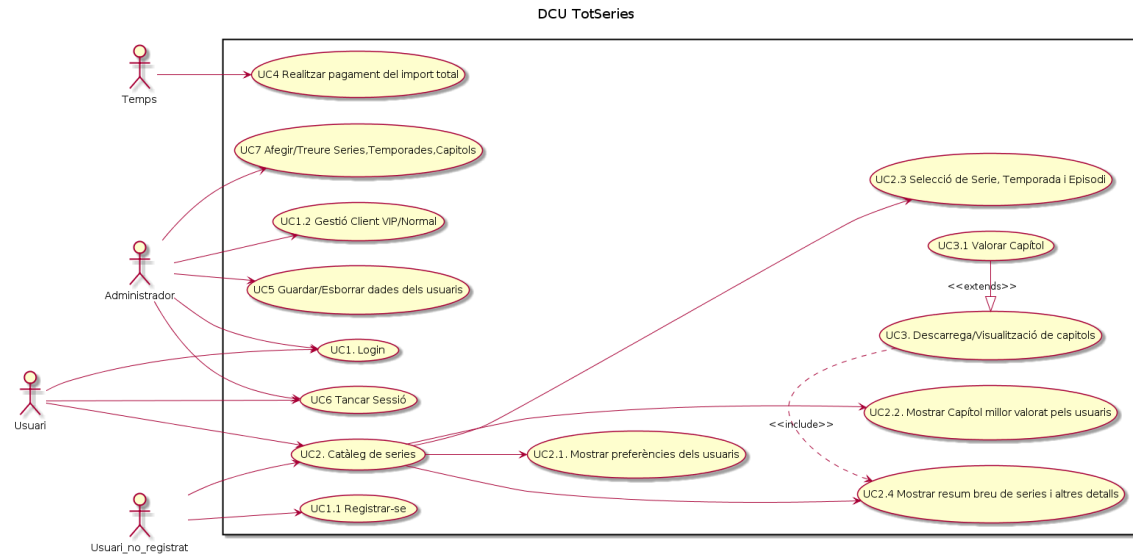 DCU TotSeries
UC4 Realitzar pagament del import total
Temps
UC7 Afegir/Treure Series,Temporades,Capitols
UC2.3 Selecció de Serie, Temporada i Episodi
UC1.2 Gestió Client VIP/Normal
UC3.1 Valorar Capítol
Administrador
UC5 Guardar/Esborrar dades dels usuaris
<<extends>>
UC3. Descarrega/Visualització de capitols
UC1. Login
UC6 Tancar Sessió
UC2.2. Mostrar Capítol millor valorat pels usuaris
Usuari
<<include>>
UC2. Catàleg de series
UC2.1. Mostrar preferències dels usuaris
UC2.4 Mostrar resum breu de series i altres detalls
UC1.1 Registrar-se
Usuari_no_registrat